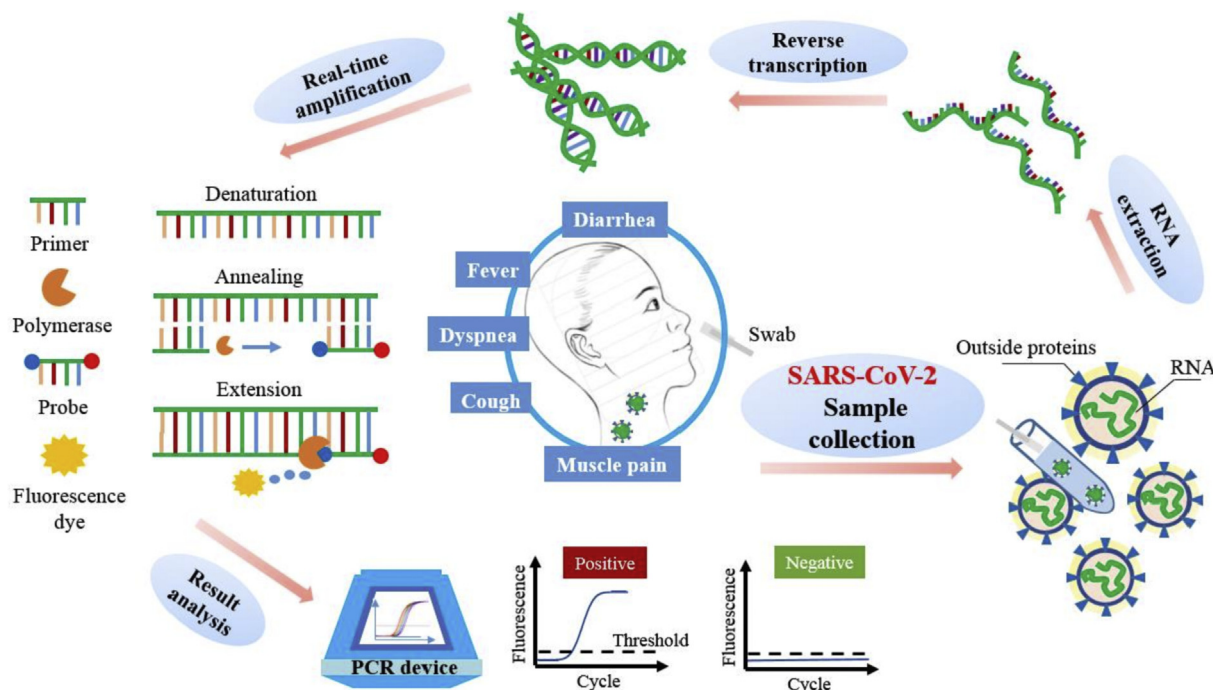 Real-time
amplification
Reverse
transcription
RNA
extraction
Denaturation
Primer
Annealing
Polymerase
Probe
Extension
Fluorescence
dye
Diarrhea
Fever
Dyspnea
Cough
Muscle pain
Swab
SARS-CoV-2
Sample
collection
Outside proteins
RNA
Result
analysis
PCR device
Positive
Fluorescence
Threshold
Cycle
Negative
Fluorescence
Cycle